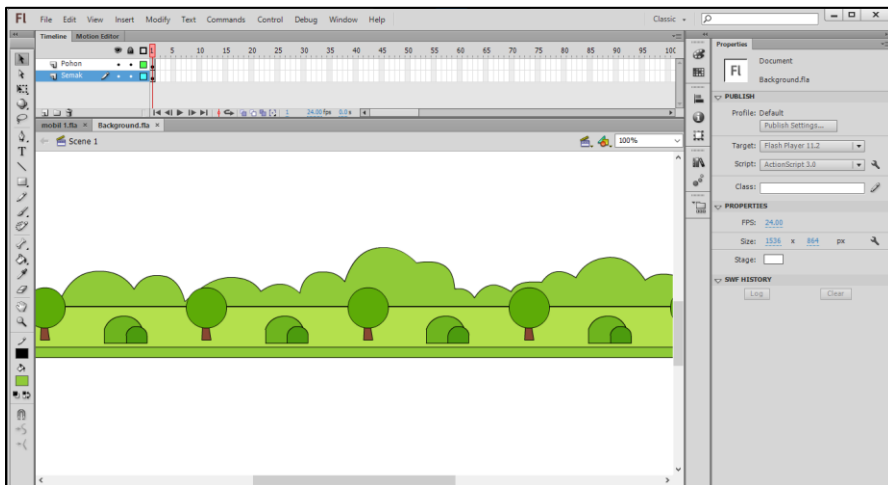 Fl File Edit View Insert Modify Text Commands Control Debug Window Help Classic
Timeline Motion Editor
1 5 10 15 20 25 30 35 40 45 50 55 60 65 70 75 80 85 90 95 100
Pohon
Semak
1 24.00 fps 0.0 s
mobil 1.fla × Background.fla ×
Scene 1 100%
Properties
Fl Document
Background.fla
PUBLISH
Profile: Default
Publish Settings...
Target: Flash Player 11.2
Script: ActionScript 3.0
Class:
PROPERTIES
FPS: 24.00
Size: 1536 x 864 px
Stage:
SWF HISTORY
Log Clear
T